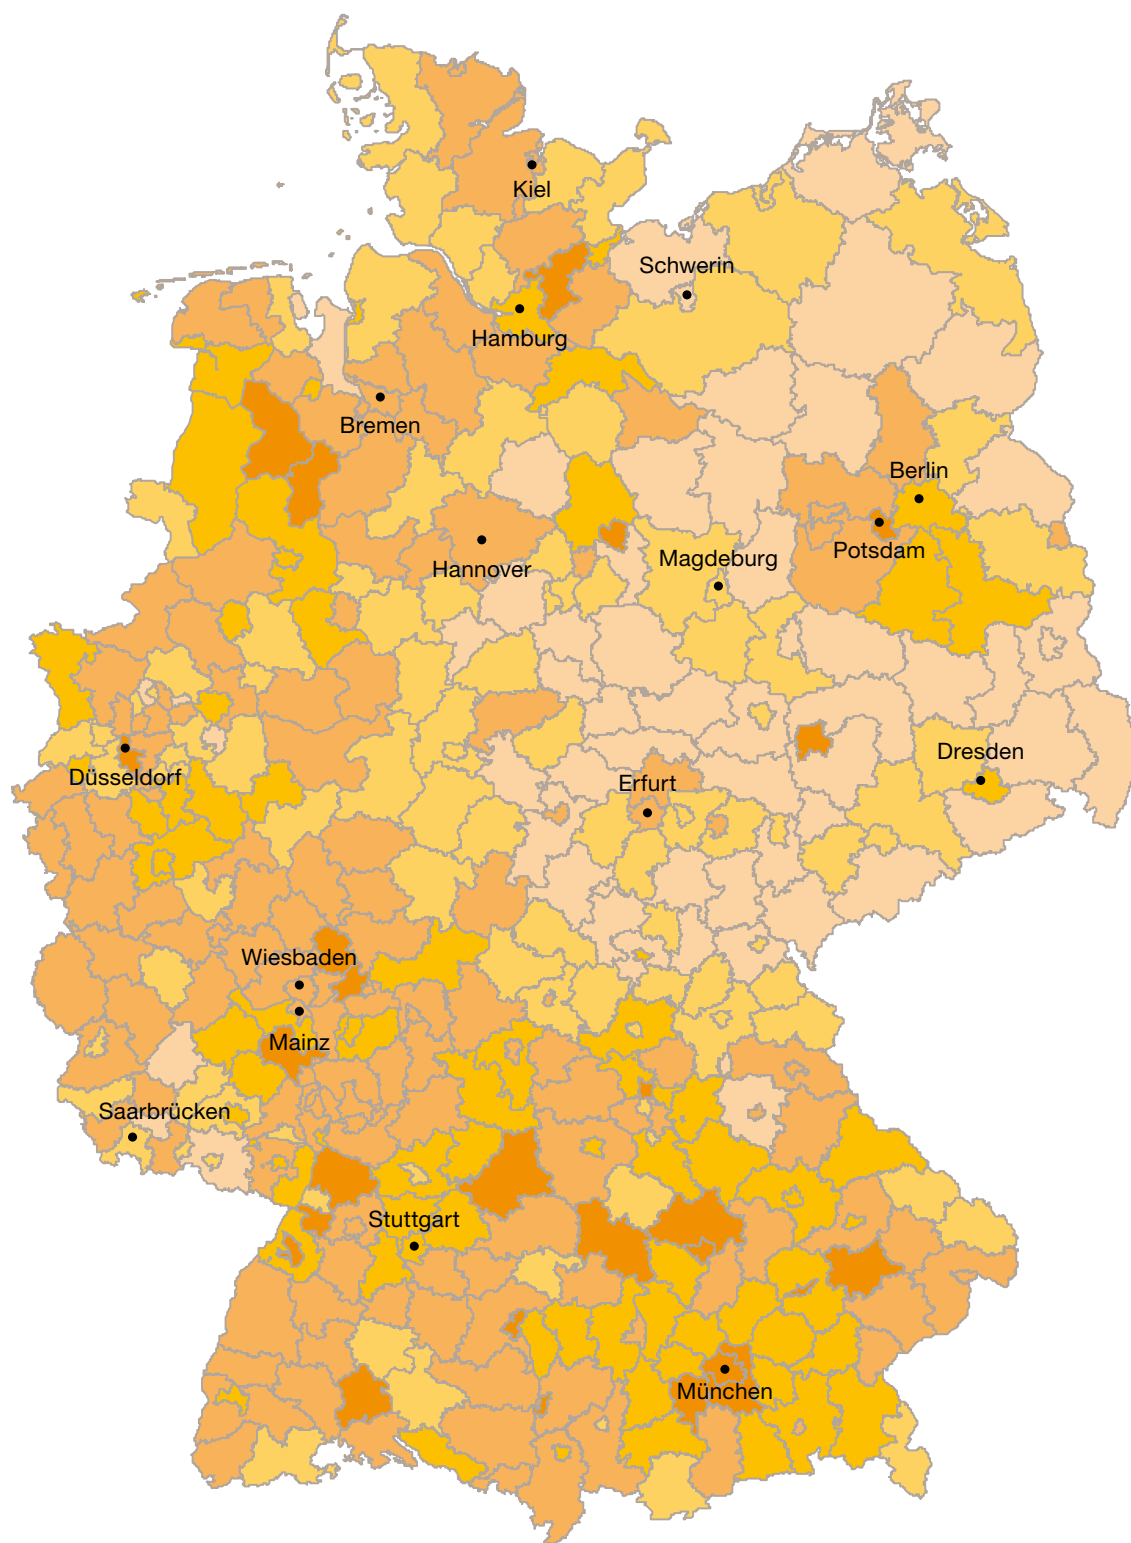 Kiel
Schwerin
Hamburg
Bremen
Berlin
Potsdam
Hannover
Magdeburg
Düsseldorf
Dresden
Erfurt
Wiesbaden
Mainz
Saarbrücken
Stuttgart
München